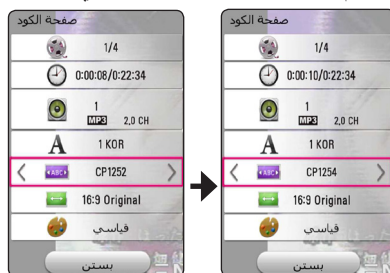 صفحة الكود
1/4
0:00:08/0:22:34
1
MP3 2,0 CH
A 1 KOR
ABC CP1252
16:9 Original
قياسي
بستن
صفحة الكود
1/4
0:00:10/0:22:34
1
MP3 2,0 CH
A 1 KOR
ABC CP1254
16:9 Original
قياسي
بستن